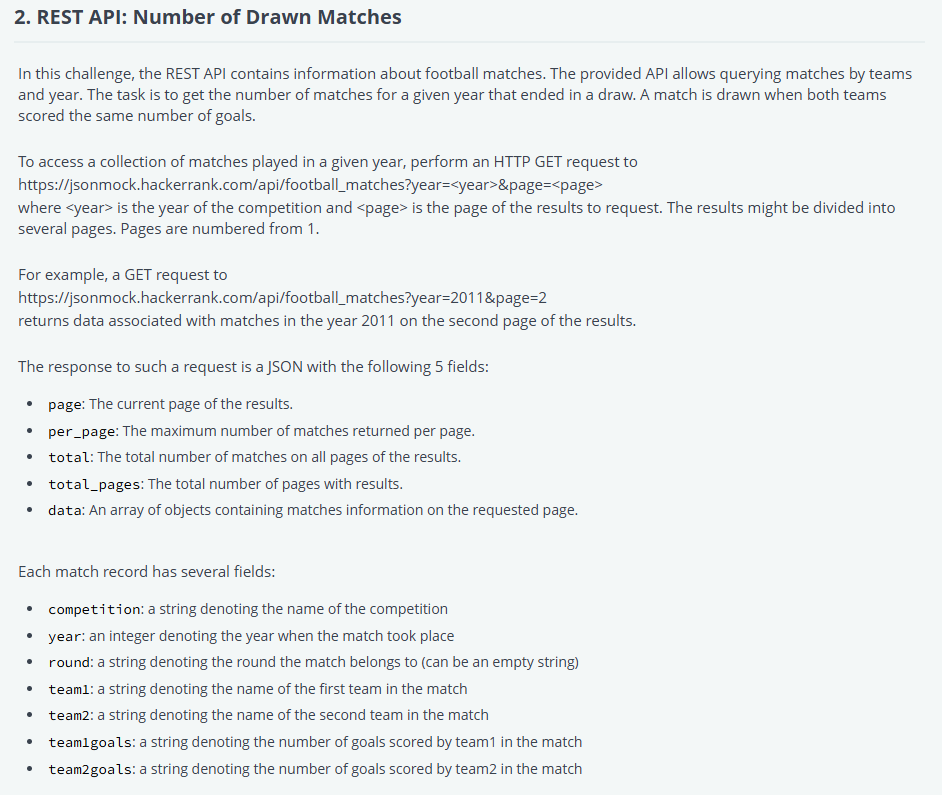 2. REST API: Number of Drawn Matches
In this challenge, the REST API contains information about football matches. The provided API allows querying matches by teams
and year. The task is to get the number of matches for a given year that ended in a draw. A match is drawn when both teams
scored the same number of goals.
To access a collection of matches played in a given year, perform an HTTP GET request to
https://jsonmock.hackerrank.com/api/football_matches?year=<year>&page=<page>
where <year> is the year of the competition and <page> is the page of the results to request. The results might be divided into
several pages. Pages are numbered from 1.
For example, a GET request to
https://jsonmock.hackerrank.com/api/football_matches?year=2011&page=2
returns data associated with matches in the year 2011 on the second page of the results.
The response to such a request is a JSON with the following 5 fields:
• page: The current page of the results.
• per_page: The maximum number of matches returned per page.
• total: The total number of matches on all pages of the results.
• total_pages: The total number of pages with results.
• data: An array of objects containing matches information on the requested page.
Each match record has several fields:
• competition: a string denoting the name of the competition
• year: an integer denoting the year when the match took place
• round: a string denoting the round the match belongs to (can be an empty string)
• team1: a string denoting the name of the first team in the match
• team2: a string denoting the name of the second team in the match
• team1goals: a string denoting the number of goals scored by team1 in the match
• team2goals: a string denoting the number of goals scored by team2 in the match